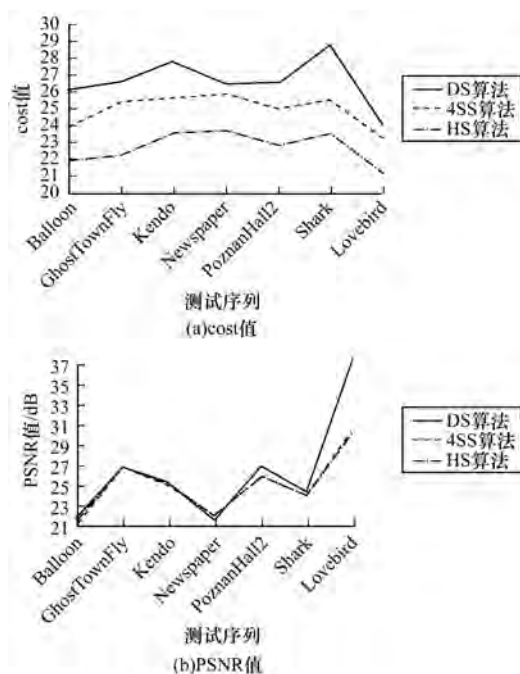 30
29
28
27
26
25
24
23
22
21
20
cost值
Balloon
GhostTownFly
Kendo
Newspaper
PoznanHall2
Shark
Lovebird
DS算法
4SS算法
HS算法
测试序列
(a)cost值
37
35
33
31
29
27
25
23
21
PSNR值/dB
Balloon
GhostTownFly
Kendo
Newspaper
PoznanHall2
Shark
Lovebird
DS算法
4SS算法
HS算法
测试序列
(b)PSNR值